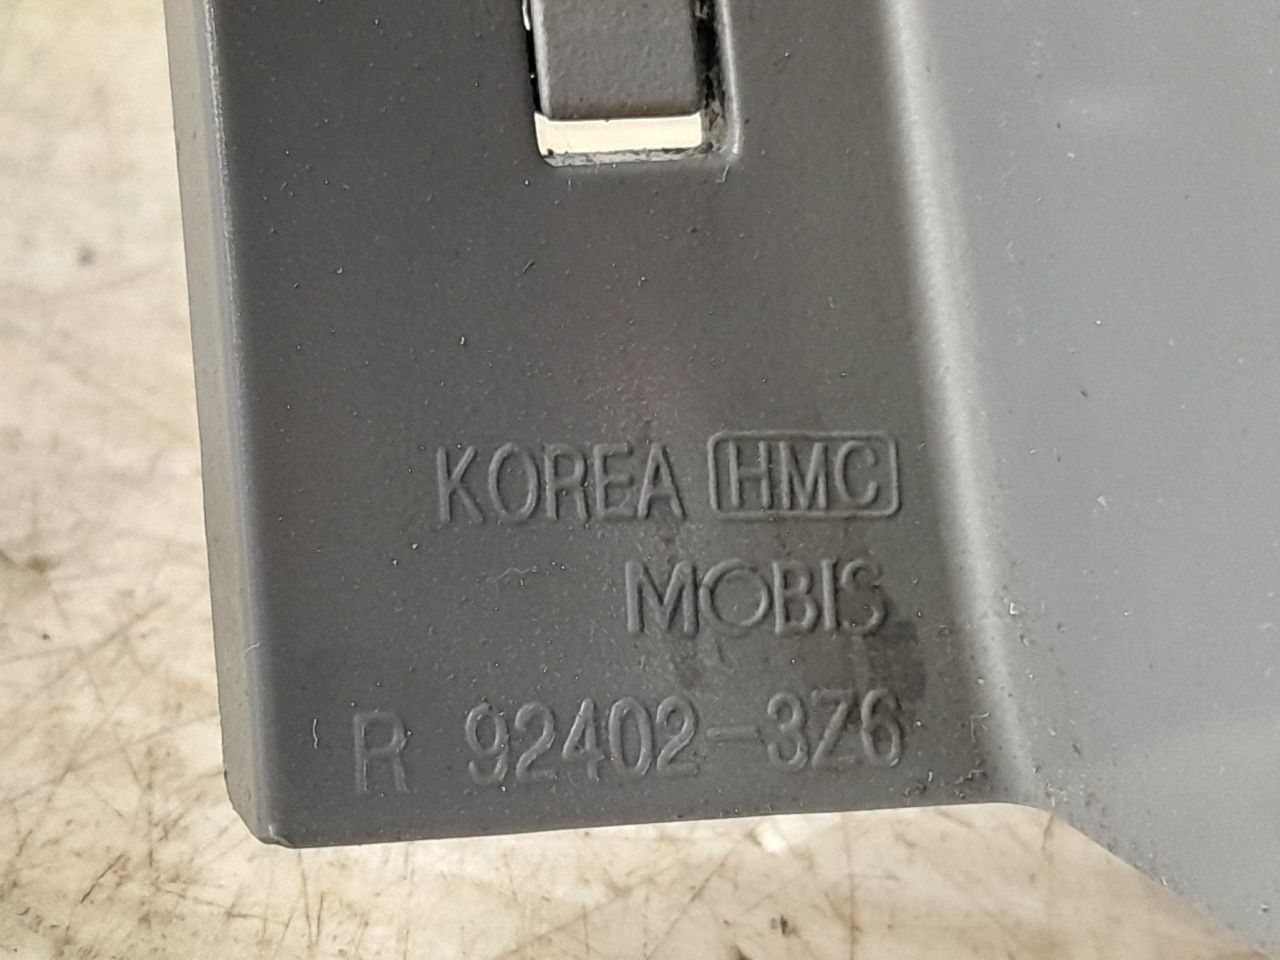 KOREA HMC
MOBIS
R 92402-3Z6